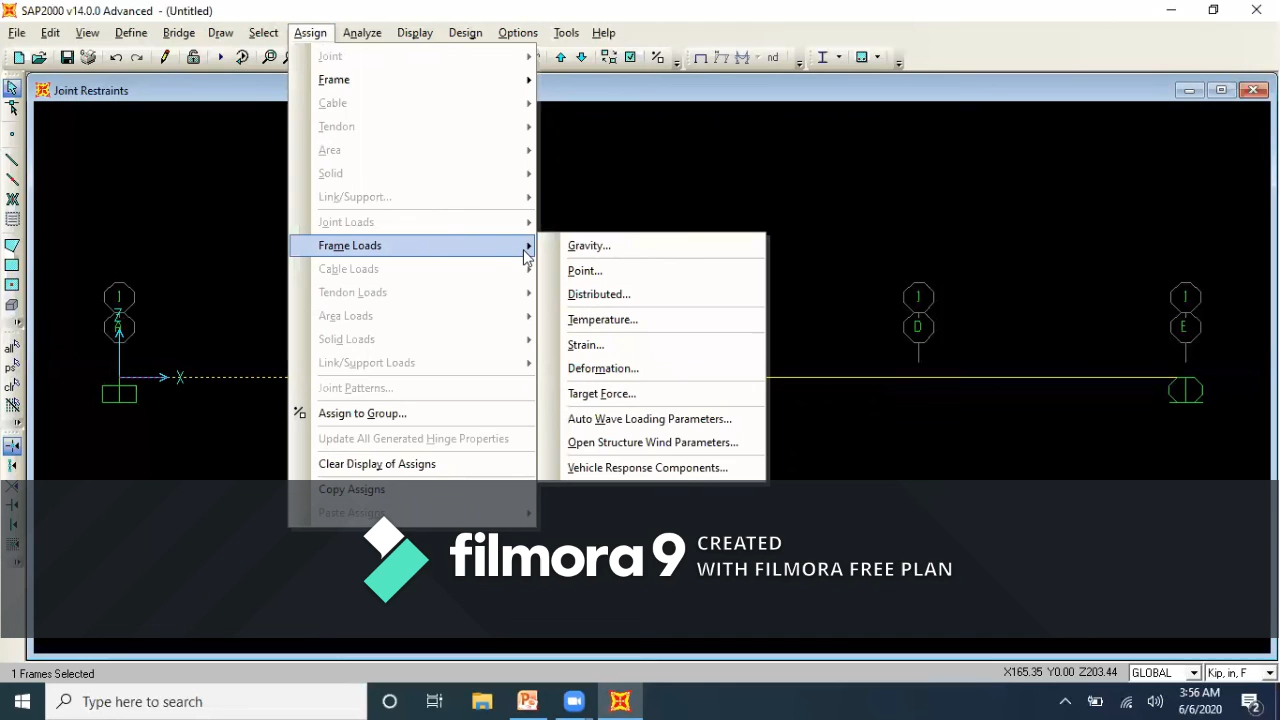 SAP2000 v14.0.0 Advanced - (Untitled)
File Edit View Define Bridge Draw Select Assign Analyze Display Design Options Tools Help
nd
Joint Restraints
Joint
Frame
Cable
Tendon
Area
Solid
Link/Support...
Joint Loads
Frame Loads
Cable Loads
Tendon Loads
Area Loads
Solid Loads
Link/Support Loads
Joint Patterns...
Assign to Group...
Update All Generated Hinge Properties
Clear Display of Assigns
Copy Assigns
Paste Assigns
Gravity...
Point...
Distributed...
Temperature...
Strain...
Deformation...
Target Force...
Auto Wave Loading Parameters...
Open Structure Wind Parameters...
Vehicle Response Components...
all
ps
clr
Z
X
D
E
filmora 9 CREATED
WITH FILMORA FREE PLAN
1 Frames Selected
X165.35 Y0.00 Z203.44 GLOBAL Kip, in, F
Type here to search
3:56 AM
6/6/2020
2